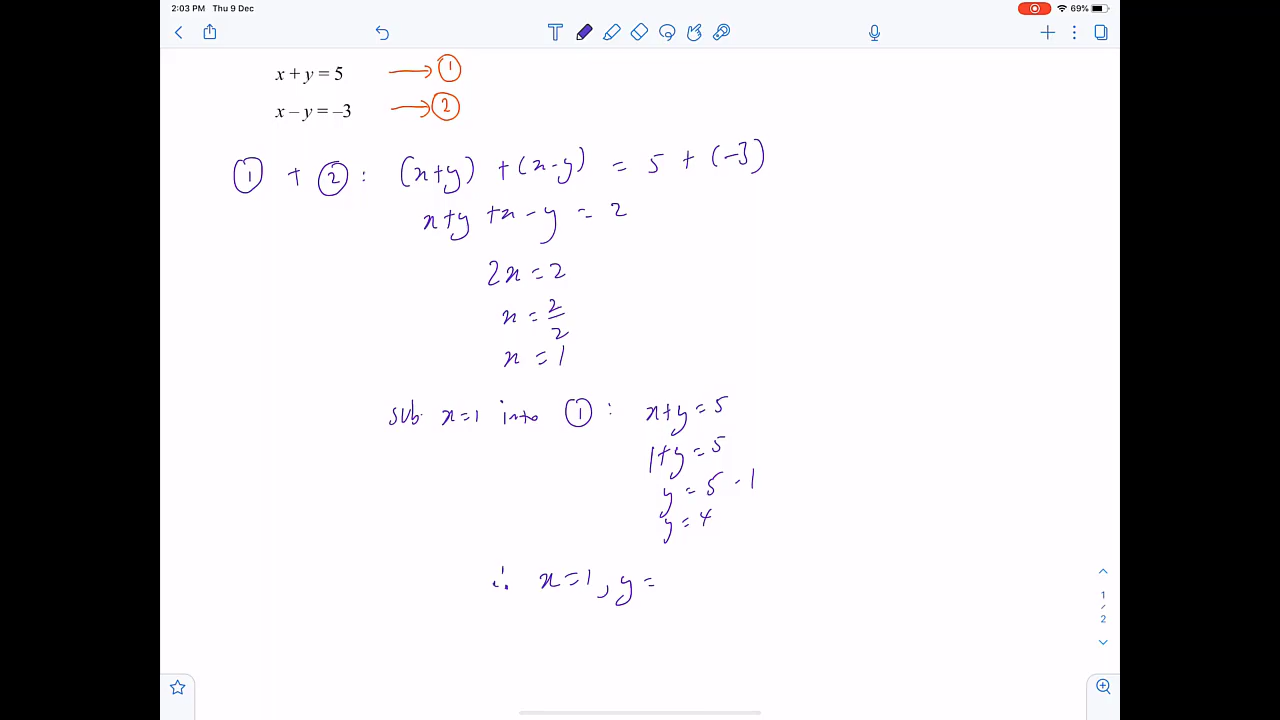 2:03 PM Thu 9 Dec 69%
x + y = 5 → ①
x – y = –3 → ②
① + ② : (x+y) + (x-y) = 5 + (-3)
x+y +x - y = 2
2x = 2
x = 2/2
x = 1
sub x=1 into ① : x+y = 5
1+y = 5
y = 5 - 1
y = 4
∴ x=1, y =
1
/
2